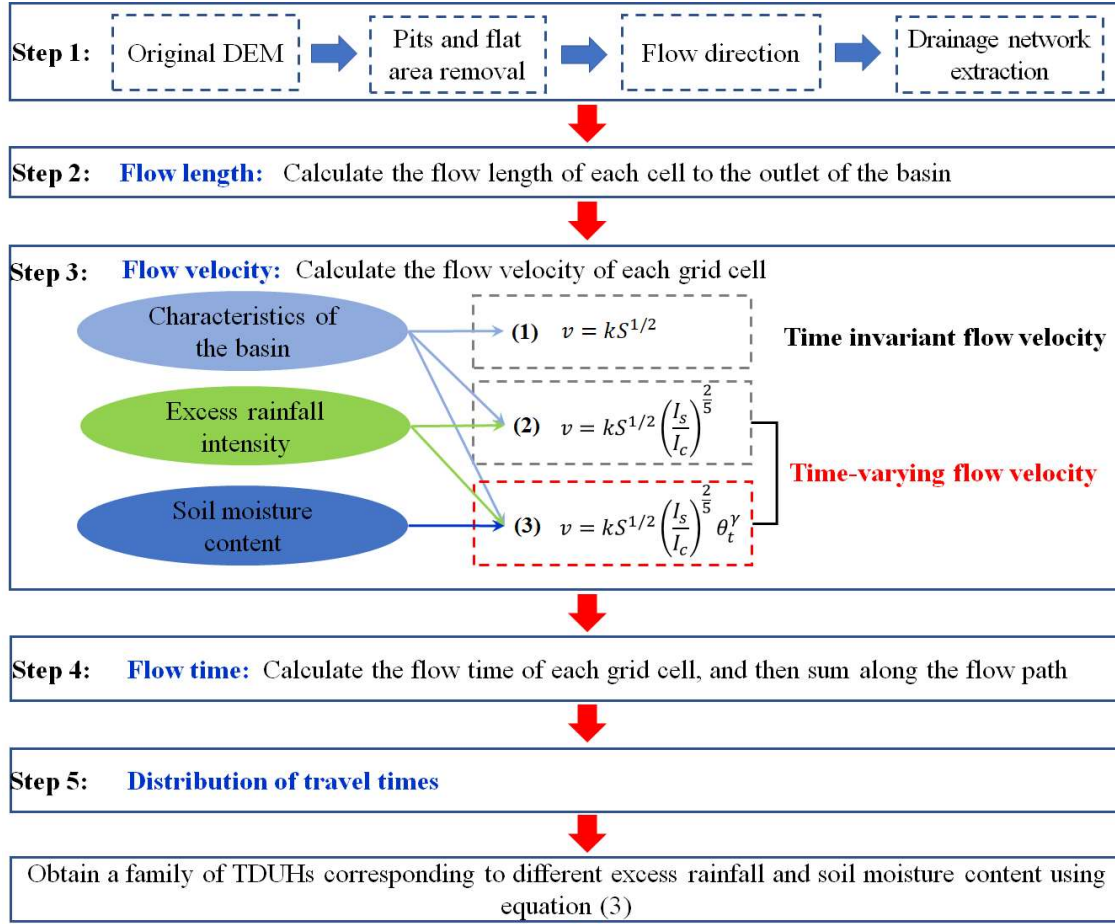 Step 1:
Original DEM
Pits and flat
area removal
Flow direction
Drainage network
extraction
Step 2: Flow length: Calculate the flow length of each cell to the outlet of the basin
Step 3: Flow velocity: Calculate the flow velocity of each grid cell
Characteristics of
the basin
(1) v = kS^{1/2}
Time invariant flow velocity
Excess rainfall
intensity
(2) v = kS^{1/2} (I_s/I_c)^{2/5}
Time-varying flow velocity
Soil moisture
content
(3) v = kS^{1/2} (I_s/I_c)^{2/5} θ_t^γ
Step 4: Flow time: Calculate the flow time of each grid cell, and then sum along the flow path
Step 5: Distribution of travel times
Obtain a family of TDUHs corresponding to different excess rainfall and soil moisture content using
equation (3)